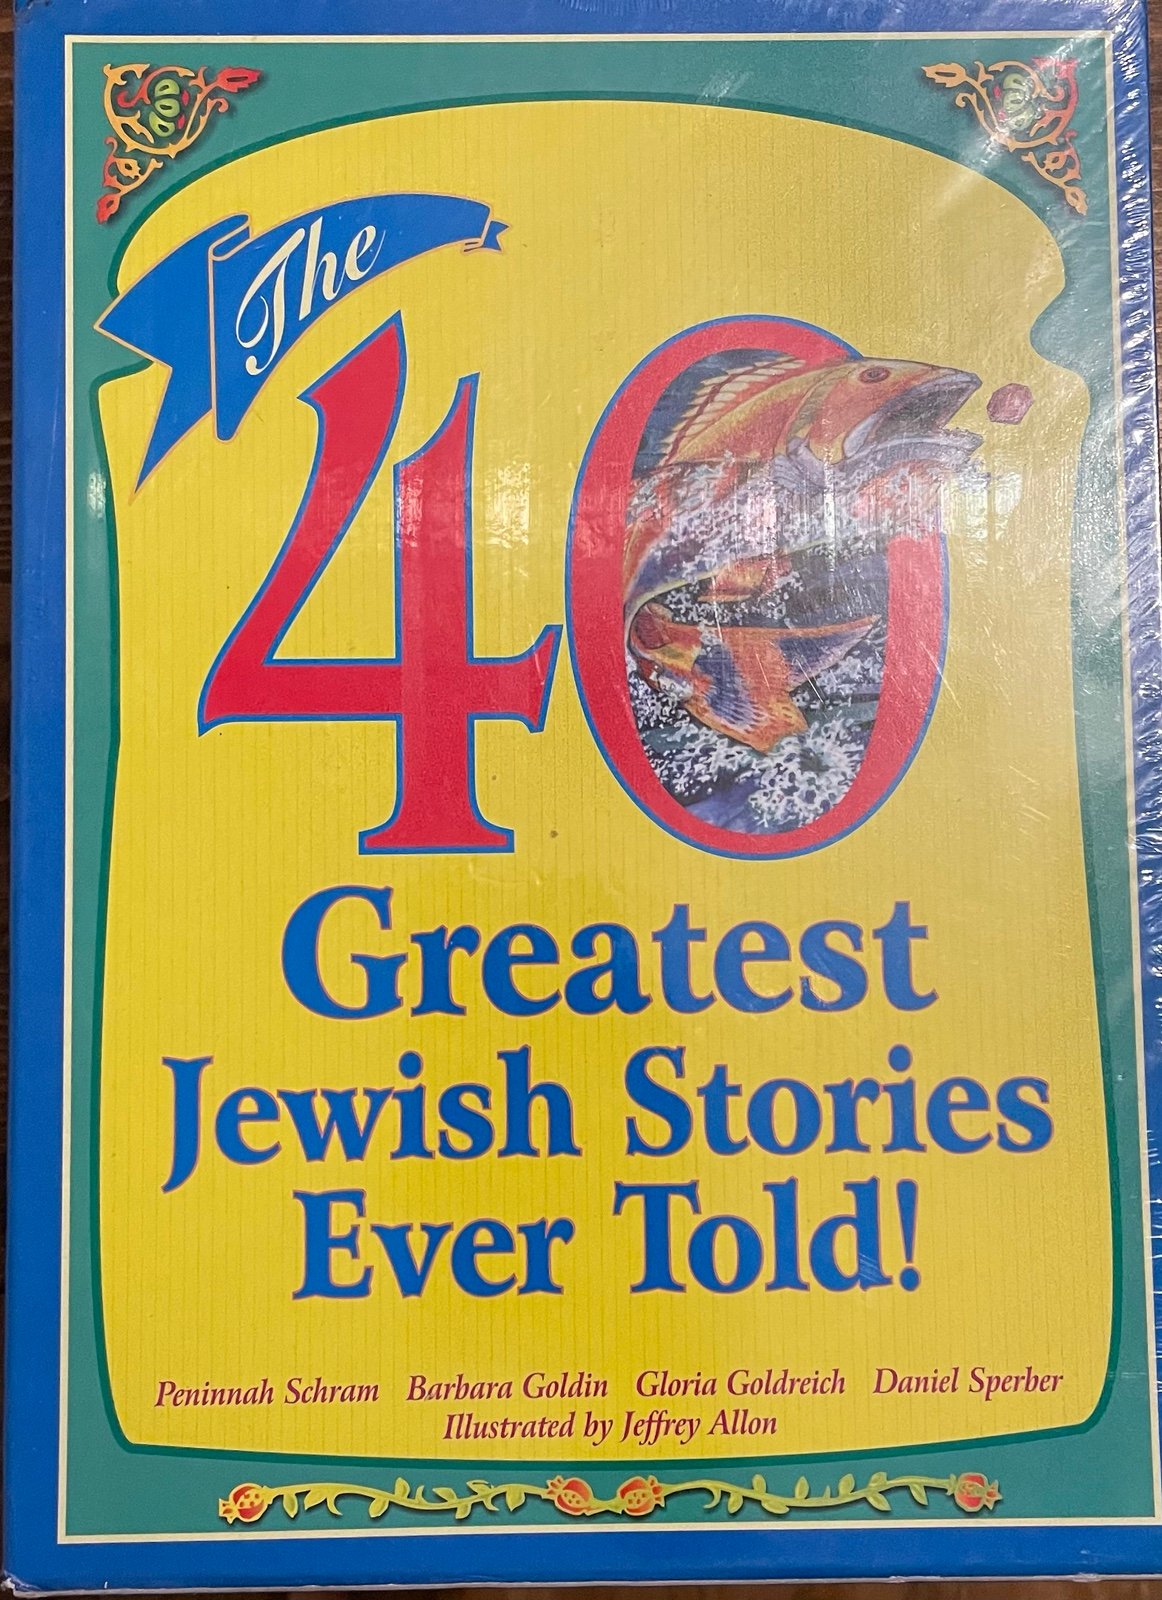 The
40
Greatest
Jewish Stories
Ever Told!
Peninnah Schram Barbara Goldin Gloria Goldreich Daniel Sperber
Illustrated by Jeffrey Allon